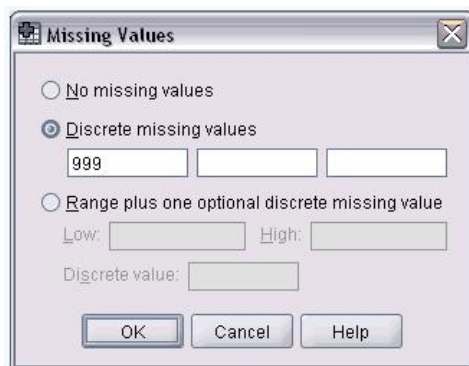 Missing Values
No missing values
Discrete missing values
999
Range plus one optional discrete missing value
Low: High:
Discrete value:
OK Cancel Help